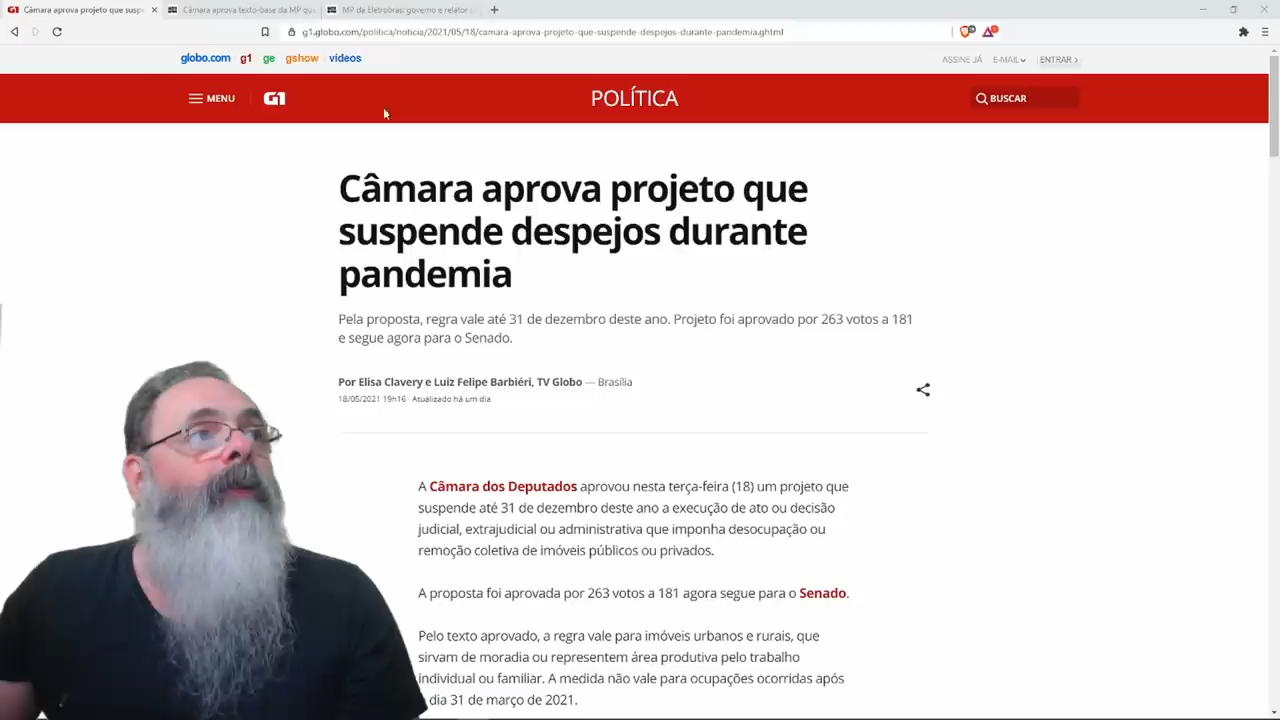 Câmara aprova projeto que susp
Câmara aprova texto-base da MP que
MP da Eletrobras: governo e relator
g1.globo.com/politica/noticia/2021/05/18/camara-aprova-projeto-que-suspende-despejos-durante-pandemia.ghtml
globo.com g1 ge gshow vídeos
ASSINE JÁ E-MAIL ENTRAR
MENU G1 POLÍTICA BUSCAR
Câmara aprova projeto que
suspende despejos durante
pandemia
Pela proposta, regra vale até 31 de dezembro deste ano. Projeto foi aprovado por 263 votos a 181
e segue agora para o Senado.
Por Elisa Clavery e Luiz Felipe Barbiéri, TV Globo — Brasília
18/05/2021 19h16 · Atualizado há um dia
A Câmara dos Deputados aprovou nesta terça-feira (18) um projeto que
suspende até 31 de dezembro deste ano a execução de ato ou decisão
judicial, extrajudicial ou administrativa que imponha desocupação ou
remoção coletiva de imóveis públicos ou privados.
A proposta foi aprovada por 263 votos a 181 agora segue para o Senado.
Pelo texto aprovado, a regra vale para imóveis urbanos e rurais, que
sirvam de moradia ou representem área produtiva pelo trabalho
individual ou familiar. A medida não vale para ocupações ocorridas após
dia 31 de março de 2021.